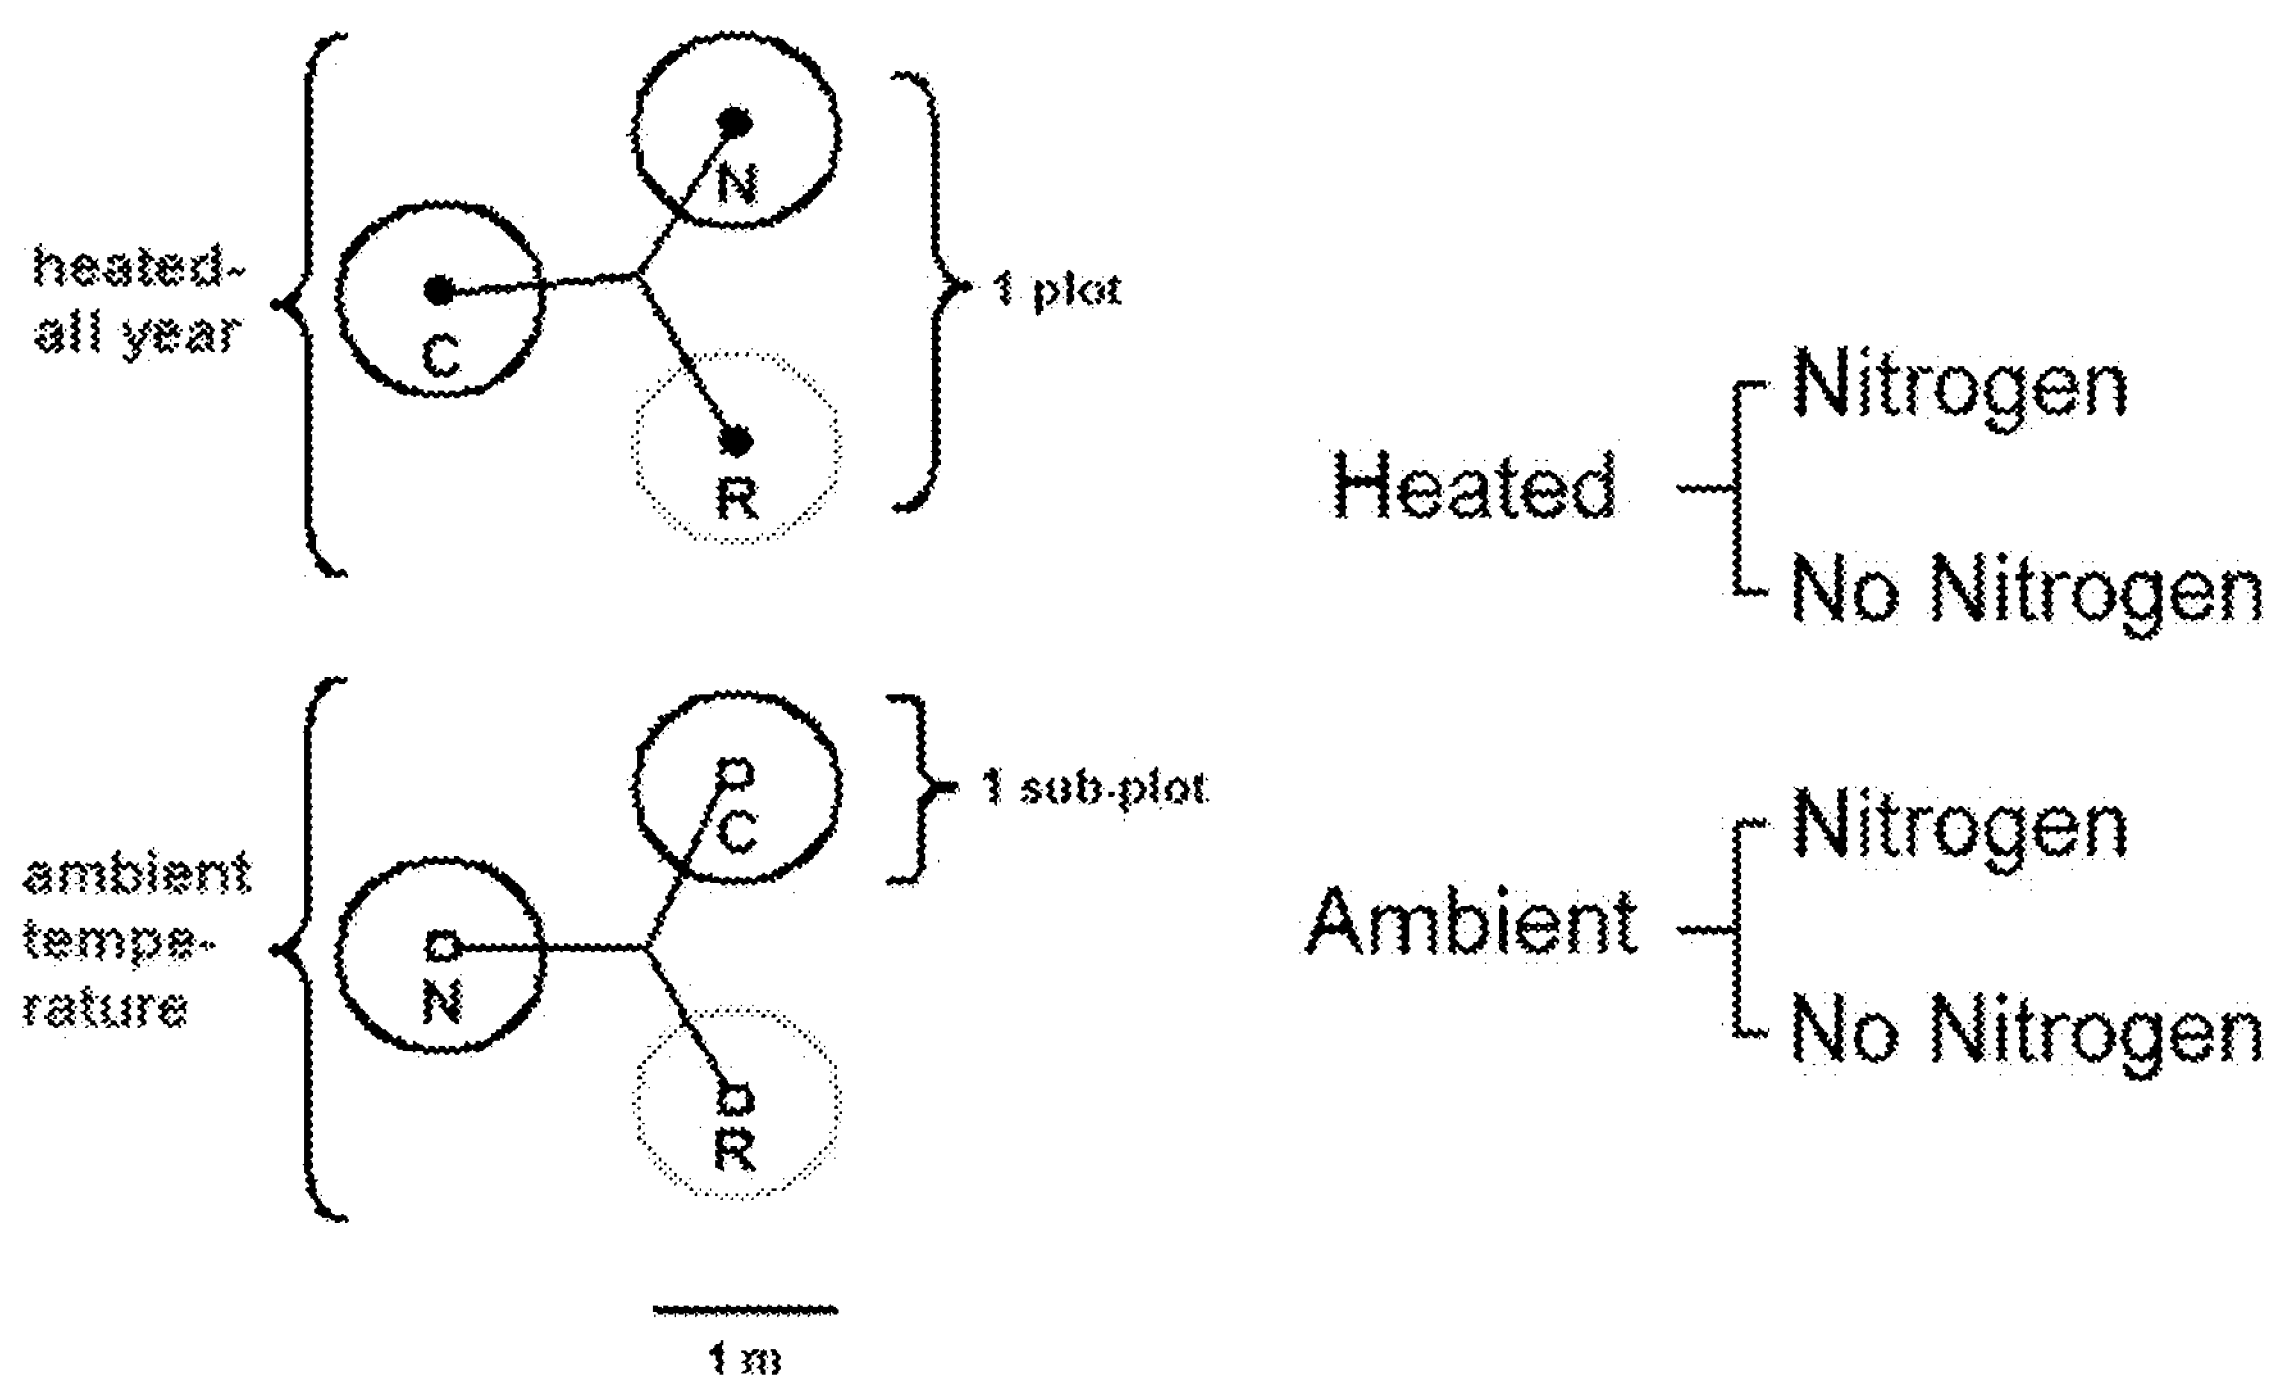 N
heated-
all year
C
1 plot
R
C
1 sub-plot
ambient
tempe-
rature
N
R
1 m
Nitrogen
Heated
No Nitrogen
Nitrogen
Ambient
No Nitrogen